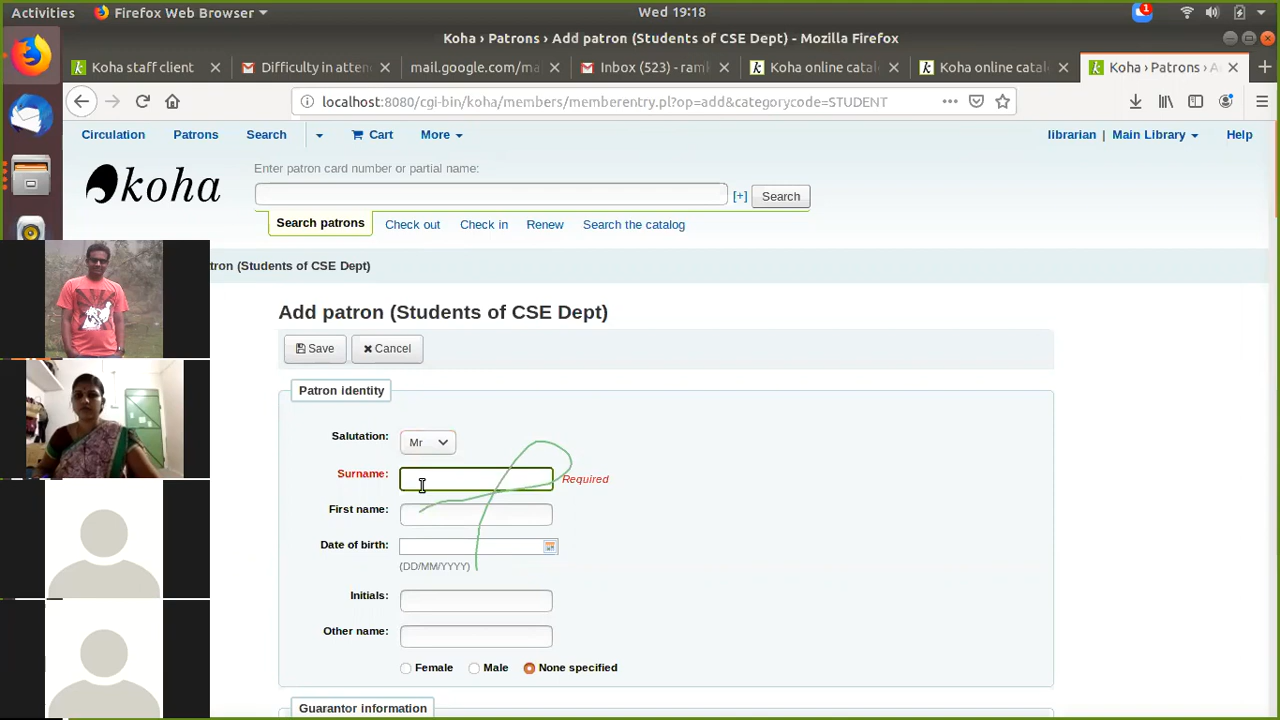 Activities Firefox Web Browser Wed 19:18 1
Koha › Patrons › Add patron (Students of CSE Dept) - Mozilla Firefox
Koha staff client Difficulty in atten mail.google.com/ma Inbox (523) - raml Koha online catal Koha online catal Koha › Patrons › A
localhost:8080/cgi-bin/koha/members/memberentry.pl?op=add&categorycode=STUDENT
Circulation Patrons Search Cart More librarian | Main Library Help
koha
Enter patron card number or partial name:
[+] Search
Search patrons Check out Check in Renew Search the catalog
tron (Students of CSE Dept)
Add patron (Students of CSE Dept)
Save Cancel
Patron identity
Salutation: Mr
Surname: Required
First name:
Date of birth:
(DD/MM/YYYY)
Initials:
Other name:
Female Male None specified
Guarantor information